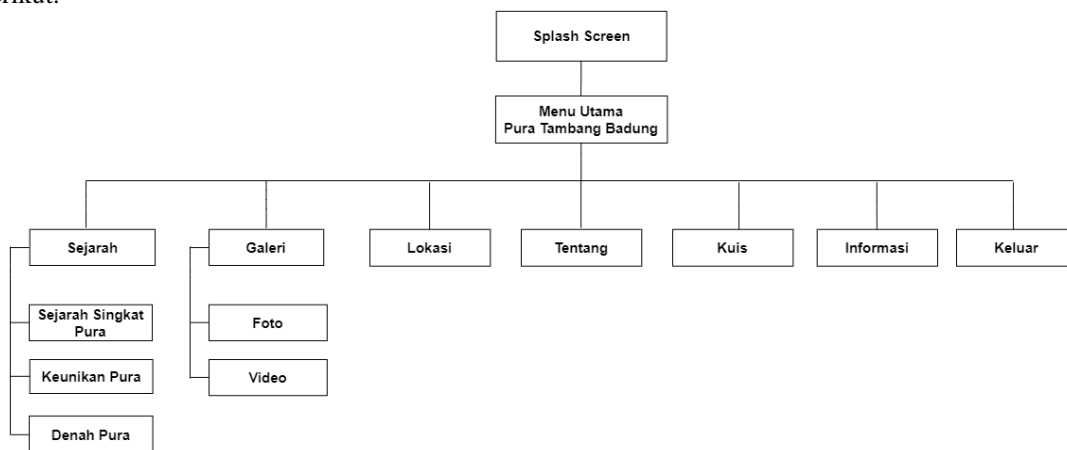 Splash Screen
Menu Utama
Pura Tambang Badung
Sejarah
Galeri
Lokasi
Tentang
Kuis
Informasi
Keluar
Sejarah Singkat
Pura
Foto
Keunikan Pura
Video
Denah Pura